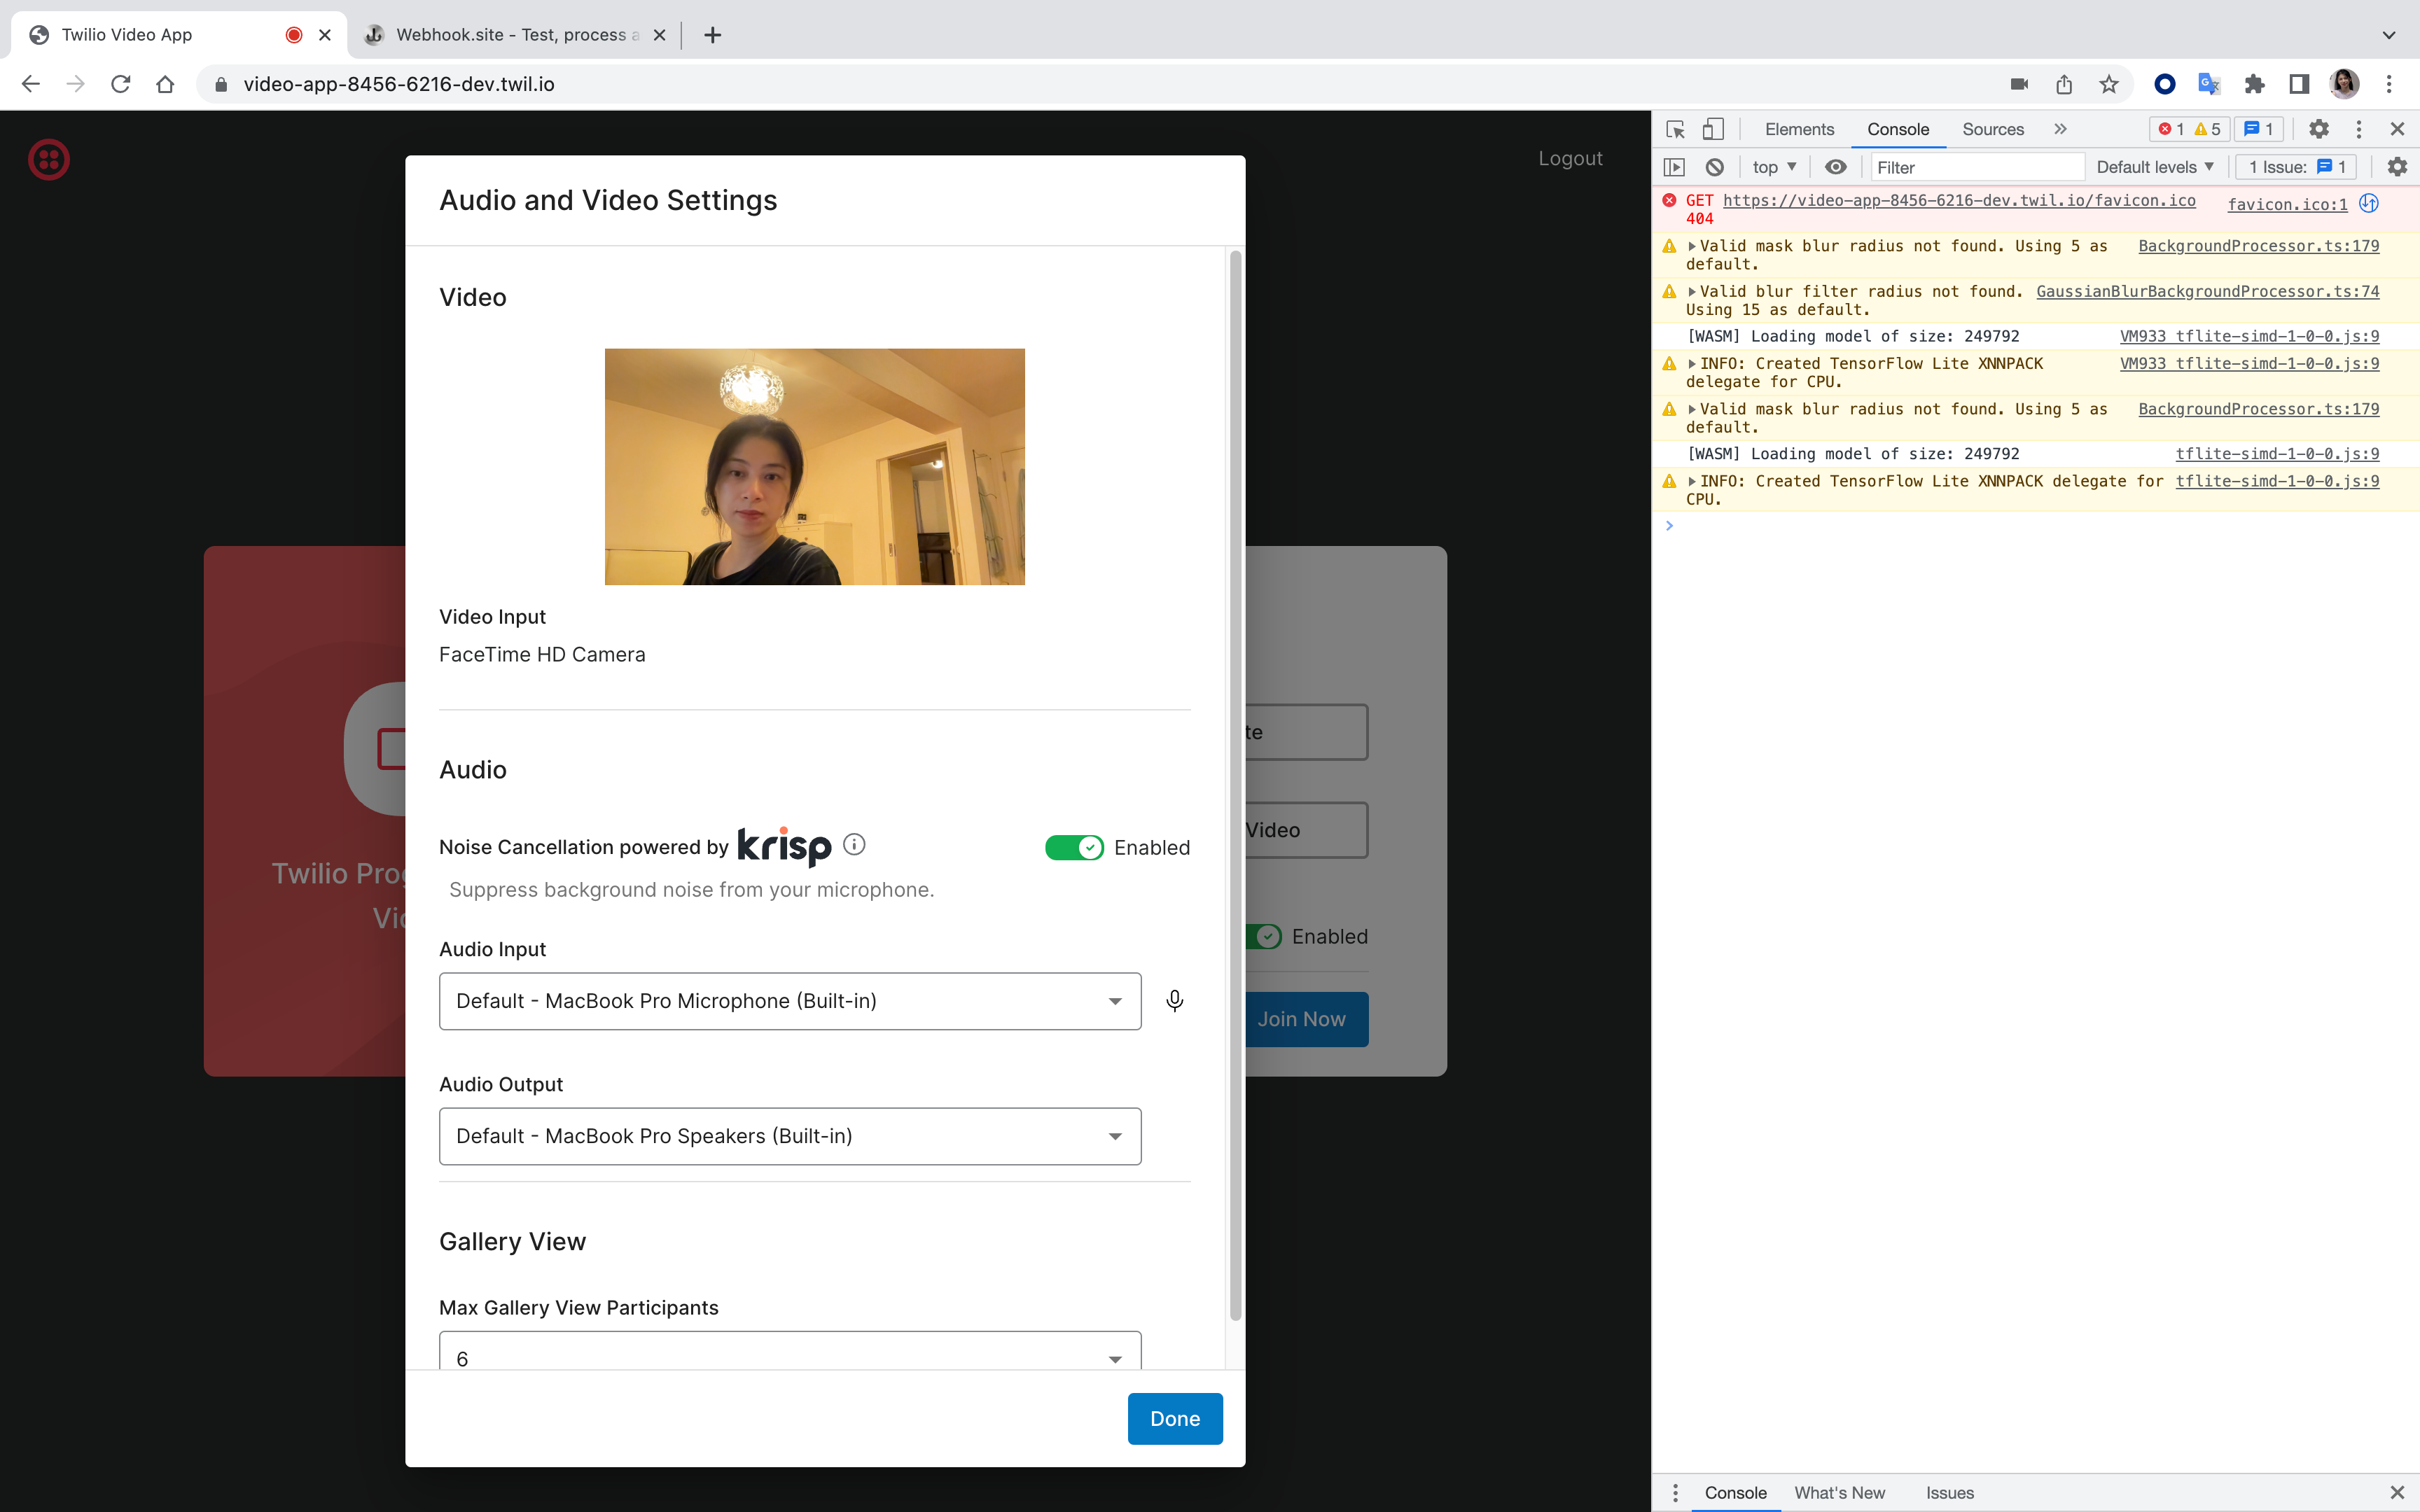 Twilio Video App
Webhook.site - Test, process a
video-app-8456-6216-dev.twil.io
Logout
Audio and Video Settings
Video
Video Input
FaceTime HD Camera
Audio
Noise Cancellation powered by krisp
Enabled
Suppress background noise from your microphone.
Audio Input
Default - MacBook Pro Microphone (Built-in)
Audio Output
Default - MacBook Pro Speakers (Built-in)
Gallery View
Max Gallery View Participants
6
Done
Twilio Prog
Vid
te
Video
Enabled
Join Now
Elements Console Sources 1 5 1
top Filter Default levels 1 Issue: 1
GET https://video-app-8456-6216-dev.twil.io/favicon.ico favicon.ico:1
404
Valid mask blur radius not found. Using 5 as BackgroundProcessor.ts:179
default.
Valid blur filter radius not found. GaussianBlurBackgroundProcessor.ts:74
Using 15 as default.
[WASM] Loading model of size: 249792 VM933 tflite-simd-1-0-0.js:9
INFO: Created TensorFlow Lite XNNPACK VM933 tflite-simd-1-0-0.js:9
delegate for CPU.
Valid mask blur radius not found. Using 5 as BackgroundProcessor.ts:179
default.
[WASM] Loading model of size: 249792 tflite-simd-1-0-0.js:9
INFO: Created TensorFlow Lite XNNPACK delegate for tflite-simd-1-0-0.js:9
CPU.
Console What's New Issues